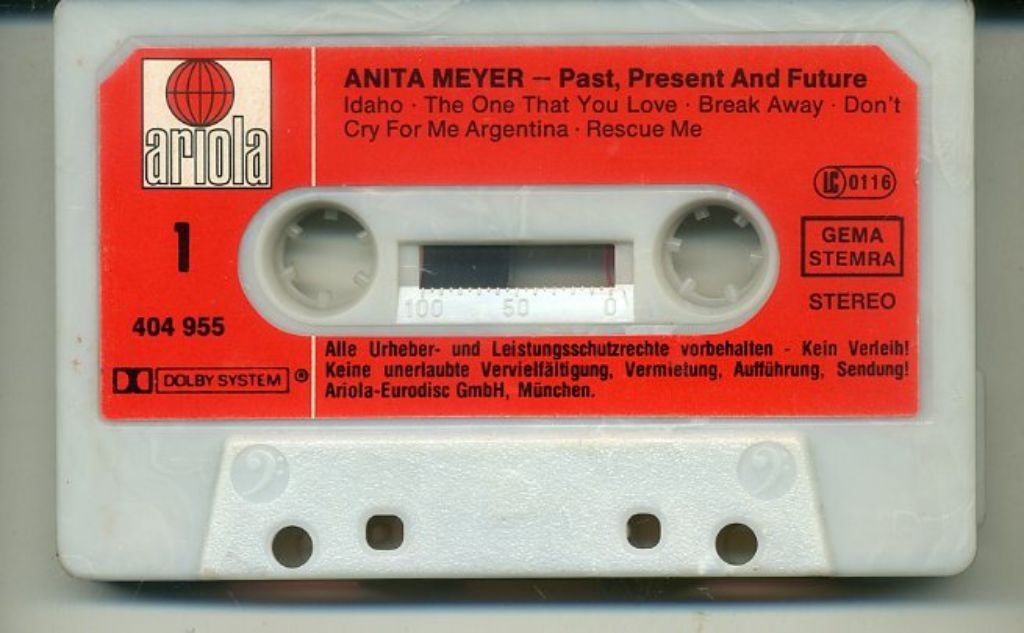 ariola
ANITA MEYER – Past, Present And Future
Idaho · The One That You Love · Break Away · Don't
Cry For Me Argentina · Rescue Me
LC 0116
1
GEMA
STEMRA
STEREO
100 50 0
404 955
DOLBY SYSTEM ®
Alle Urheber- und Leistungsschutzrechte vorbehalten - Kein Verleih!
Keine unerlaubte Vervielfältigung, Vermietung, Aufführung, Sendung!
Ariola-Eurodisc GmbH, München.